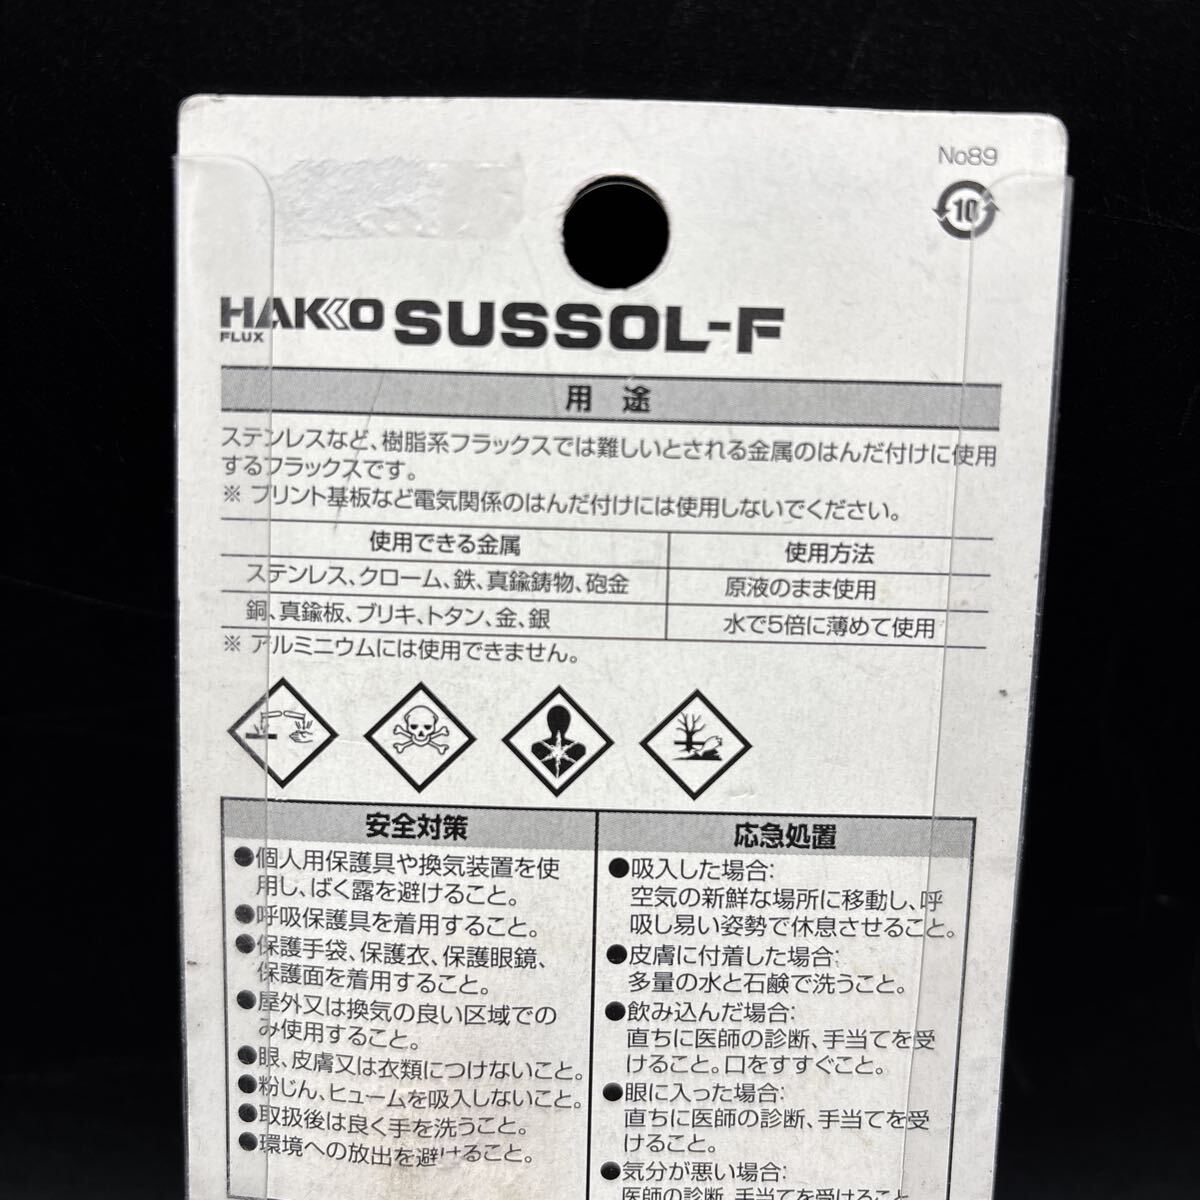 No89
10
HAKKO SUSSOL-F
FLUX
用途
ステンレスなど、樹脂系フラックスでは難しいとされる金属のはんだ付けに使用
するフラックスです。
※ プリント基板など電気関係のはんだ付けには使用しないでください。
使用できる金属 使用方法
ステンレス、クローム、鉄、真鍮鋳物、砲金 原液のまま使用
銅、真鍮板、ブリキ、トタン、金、銀 水で5倍に薄めて使用
※ アルミニウムには使用できません。
安全対策
●個人用保護具や換気装置を使
用し、ばく露を避けること。
●呼吸保護具を着用すること。
●保護手袋、保護衣、保護眼鏡、
保護面を着用すること。
●屋外又は換気の良い区域での
み使用すること。
●眼、皮膚又は衣類につけないこと。
●粉じん、ヒュームを吸入しないこと。
●取扱後は良く手を洗うこと。
●環境への放出を避けること。
応急処置
●吸入した場合:
空気の新鮮な場所に移動し、呼
吸し易い姿勢で休息させること。
●皮膚に付着した場合:
多量の水と石鹸で洗うこと。
●飲み込んだ場合:
直ちに医師の診断、手当てを受
けること。口をすすぐこと。
●眼に入った場合:
直ちに医師の診断、手当てを受
けること。
●気分が悪い場合:
医師の診断、手当てを受けること